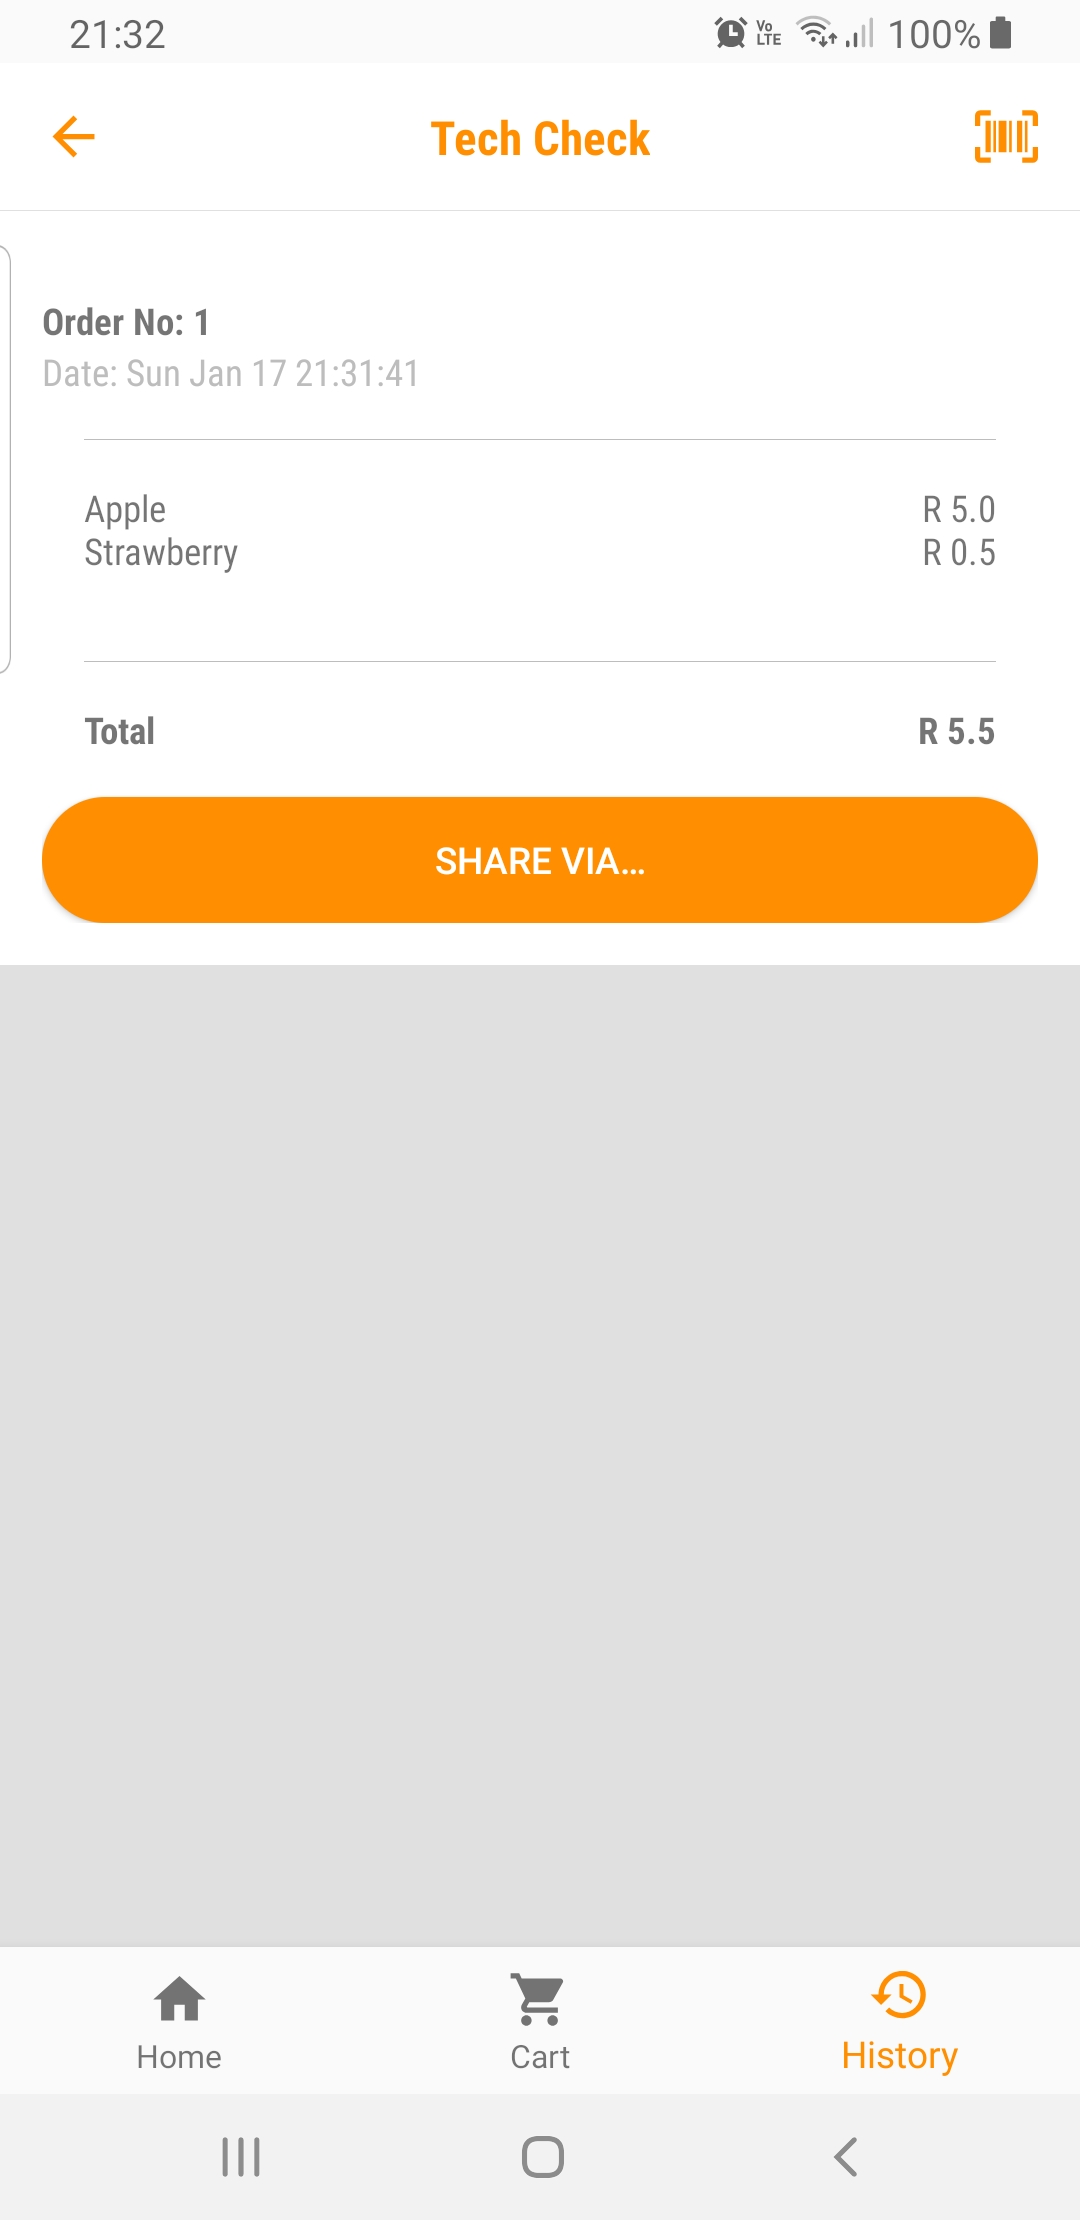 21:32 Vo LTE 100%
Tech Check
Order No: 1
Date: Sun Jan 17 21:31:41
Apple R 5.0
Strawberry R 0.5
Total R 5.5
SHARE VIA...
Home Cart History